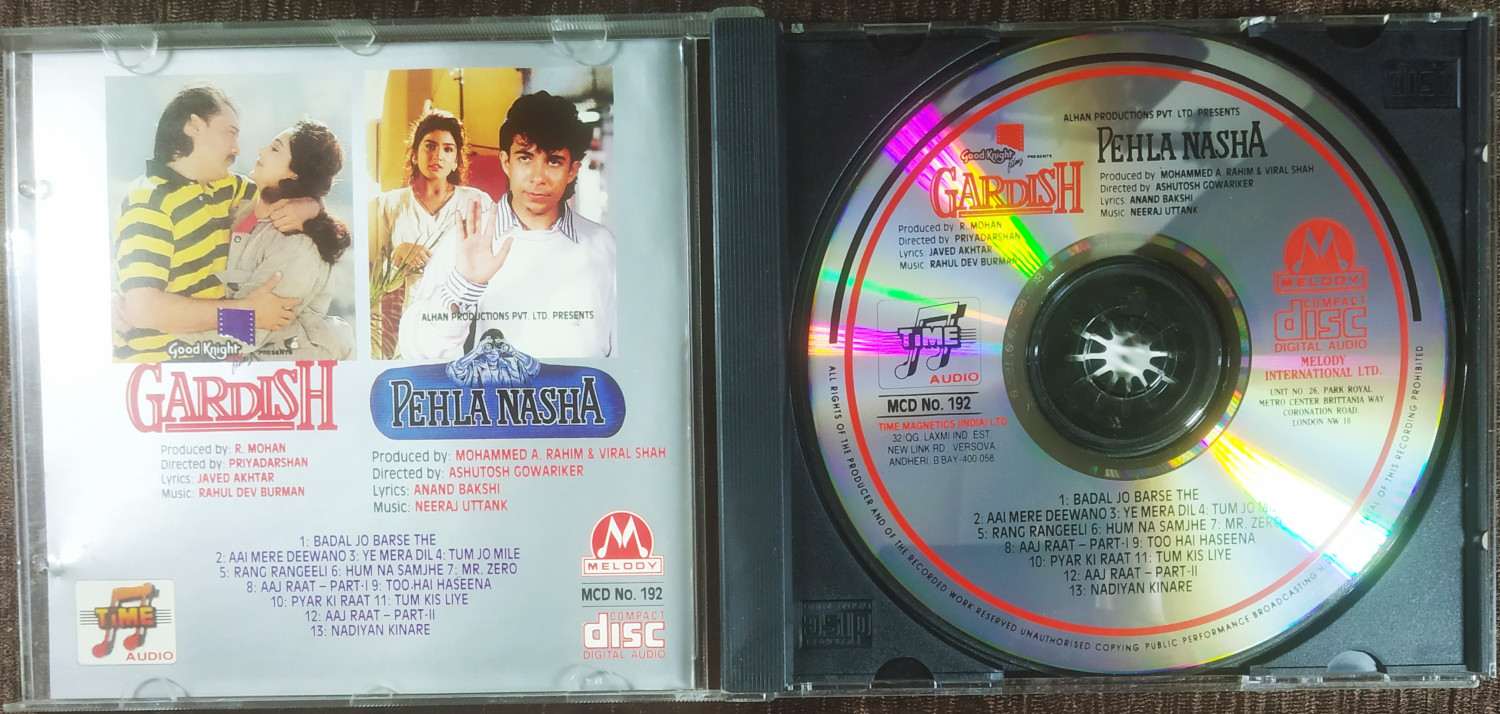 Good Knight
films
PRESENTS
GARDISH
Produced by: R. MOHAN
Directed by: PRIYADARSHAN
Lyrics: JAVED AKHTAR
Music: RAHUL DEV BURMAN
ALHAN PRODUCTIONS PVT. LTD. PRESENTS
PEHLA NASHA
Produced by: MOHAMMED A. RAHIM & VIRAL SHAH
Directed by: ASHUTOSH GOWARIKER
Lyrics: ANAND BAKSHI
Music: NEERAJ UTTANK
1: BADAL JO BARSE THE
2: AAI MERE DEEWANO 3: YE MERA DIL 4: TUM JO MILE
5: RANG RANGEELI 6: HUM NA SAMJHE 7: MR. ZERO
8: AAJ RAAT – PART-I 9: TOO.HAI HASEENA
10: PYAR KI RAAT 11: TUM KIS LIYE
12: AAJ RAAT – PART-II
13: NADIYAN KINARE
TiME
AUDIO
M
MELODY
MCD No. 192
COMPACT
disc
DIGITAL AUDIO
ALHAN PRODUCTIONS PVT. LTD. PRESENTS
PEHLA NASHA
Produced by: MOHAMMED A. RAHIM & VIRAL SHAH
Directed by: ASHUTOSH GOWARIKER
Lyrics: ANAND BAKSHI
Music: NEERAJ UTTANK
Good Knight
films
PRESENTS
GARDISH
Produced by: R. MOHAN
Directed by: PRIYADARSHAN
Lyrics: JAVED AKHTAR
Music: RAHUL DEV BURMAN
TiME
AUDIO
MCD No. 192
TIME MAGNETICS (INDIA) LTD
32/QG, LAXMI IND. EST.
NEW LINK RD., VERSOVA,
ANDHERI, B'BAY-400 058.
M
MELODY
COMPACT
disc
DIGITAL AUDIO
MELODY
INTERNATIONAL LTD.
UNIT NO. 26, PARK ROYAL
METRO CENTER BRITTANIA WAY
CORONATION ROAD,
LONDON NW 10
1: BADAL JO BARSE THE
2: AAI MERE DEEWANO 3: YE MERA DIL 4: TUM JO
5: RANG RANGEELI 6: HUM NA SAMJHE 7: MR. ZERO
8: AAJ RAAT – PART-I 9: TOO HAI HASEENA
10: PYAR KI RAAT 11: TUM KIS LIYE
12: AAJ RAAT – PART-II
13: NADIYAN KINARE
ALL RIGHTS OF THE PRODUCER AND OF THE RECORDED WORK RESERVED UNAUTHORISED COPYING PUBLIC PERFORMANCE BROADCASTING OF THIS RECORDING PROHIBITED
disc